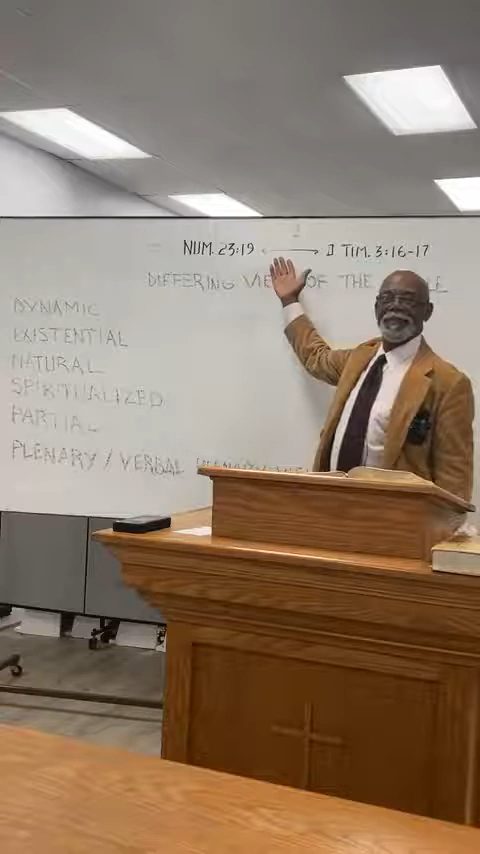 NUM. 23:19 ⟷ II TIM. 3:16-17
DIFFERING OF THE
DYNAMIC
EXISTENTIAL
NATURAL
SPIRITUALIZED
PARTIAL
PLENARY / VERBAL